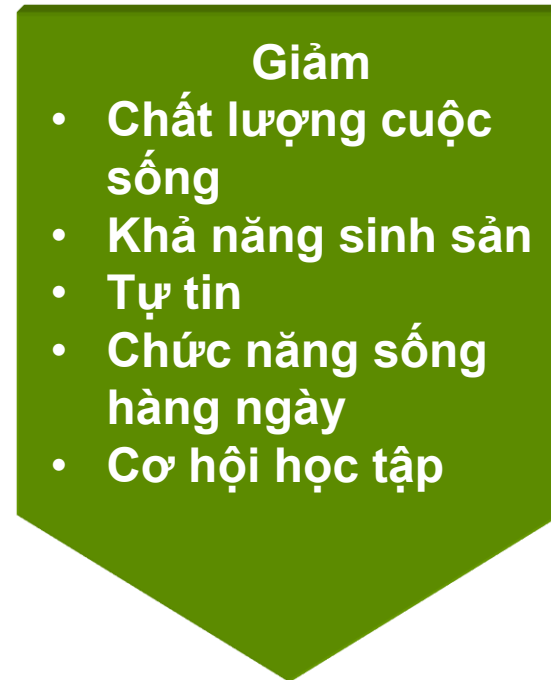 Giảm
• Chất lượng cuộc
sống
• Khả năng sinh sản
• Tự tin
• Chức năng sống
hàng ngày
• Cơ hội học tập